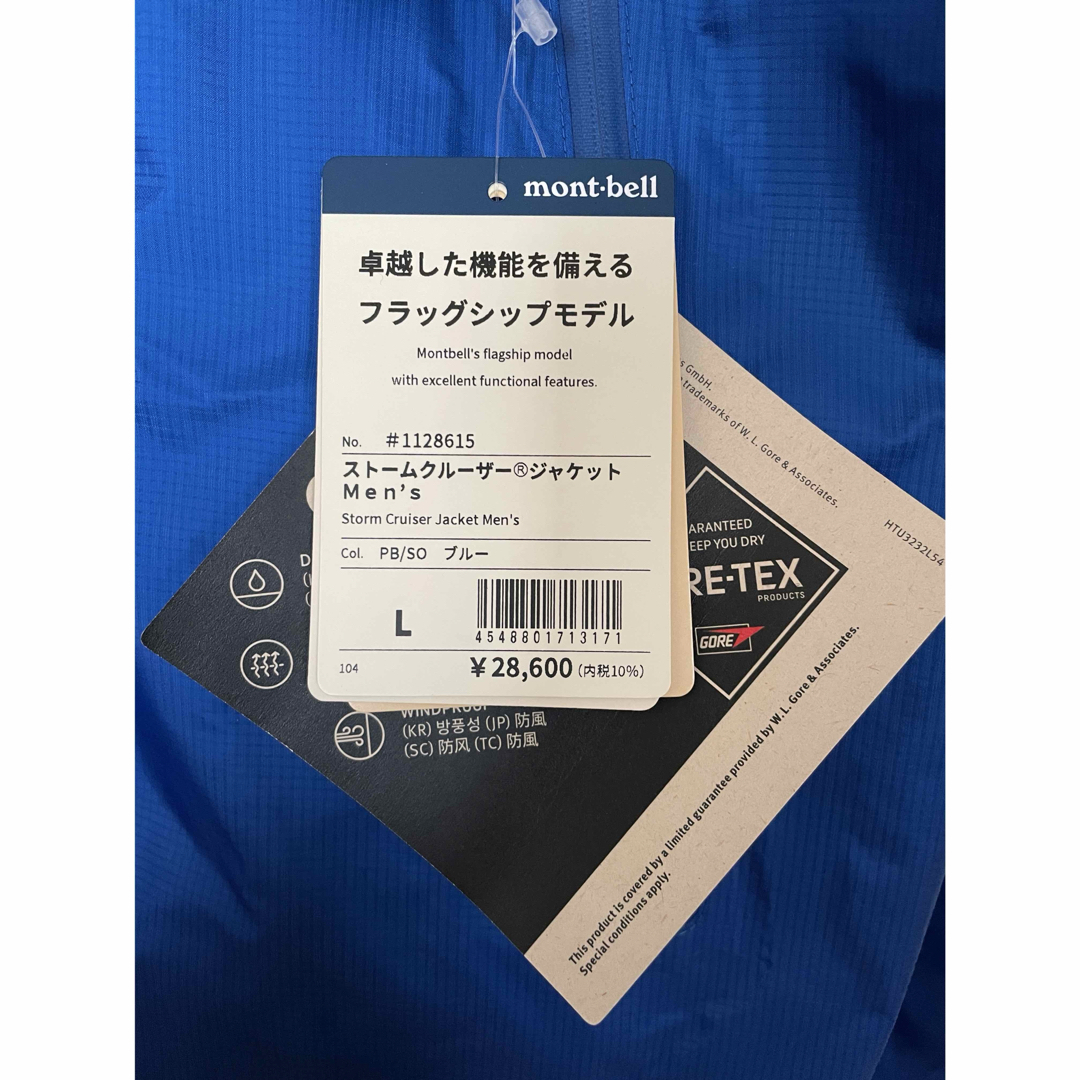 mont·bell
卓越した機能を備える
フラッグシップモデル
Montbell's flagship model
with excellent functional features.
No. #1128615
ストームクルーザー®ジャケット
Men's
Storm Cruiser Jacket Men's
Col. PB/SO ブルー
L
4548801713171
104 ¥28,600(内税10%)
GmbH.
trademarks of W. L. Gore & Associates.
HTU3232L54
KEEP YOU DRY
PRODUCTS
GORE
WINDPROOF
(KR) 방풍성 (JP) 防風
(SC) 防风 (TC) 防風
This product is covered by a limited guarantee provided by W. L. Gore & Associates.
Special conditions apply.